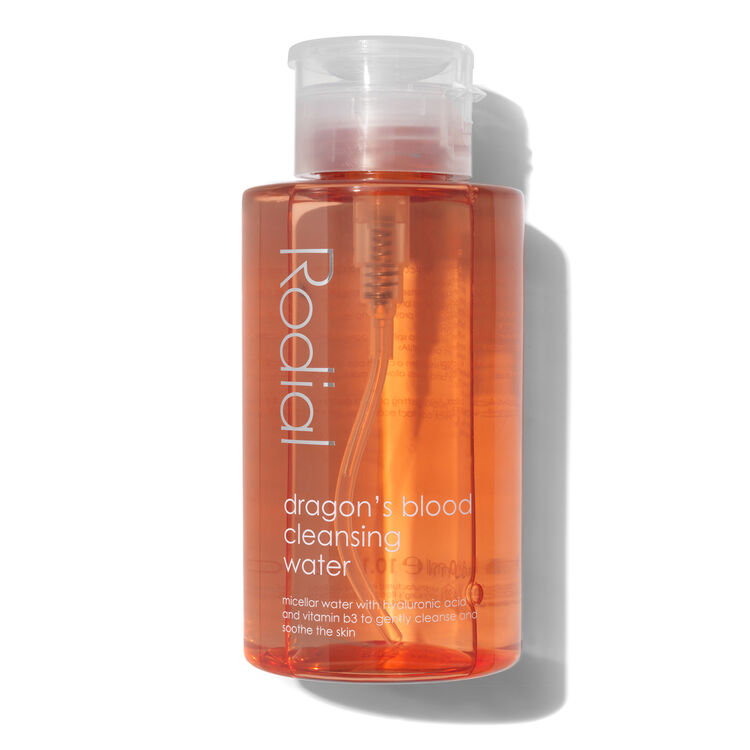 Rodial
dragon's blood
cleansing
water
micellar water with hyaluronic acid
and vitamin b3 to gently cleanse and
soothe the skin